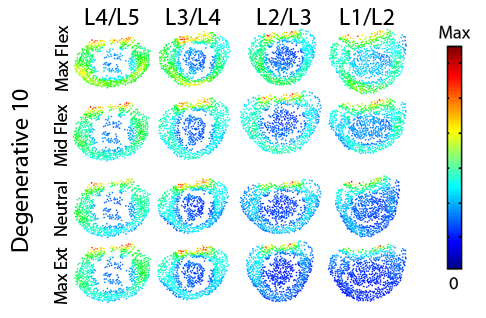 L4/L5 L3/L4 L2/L3 L1/L2
Max
Max Flex
Mid Flex
Degenerative 10
Neutral
Max Ext
0